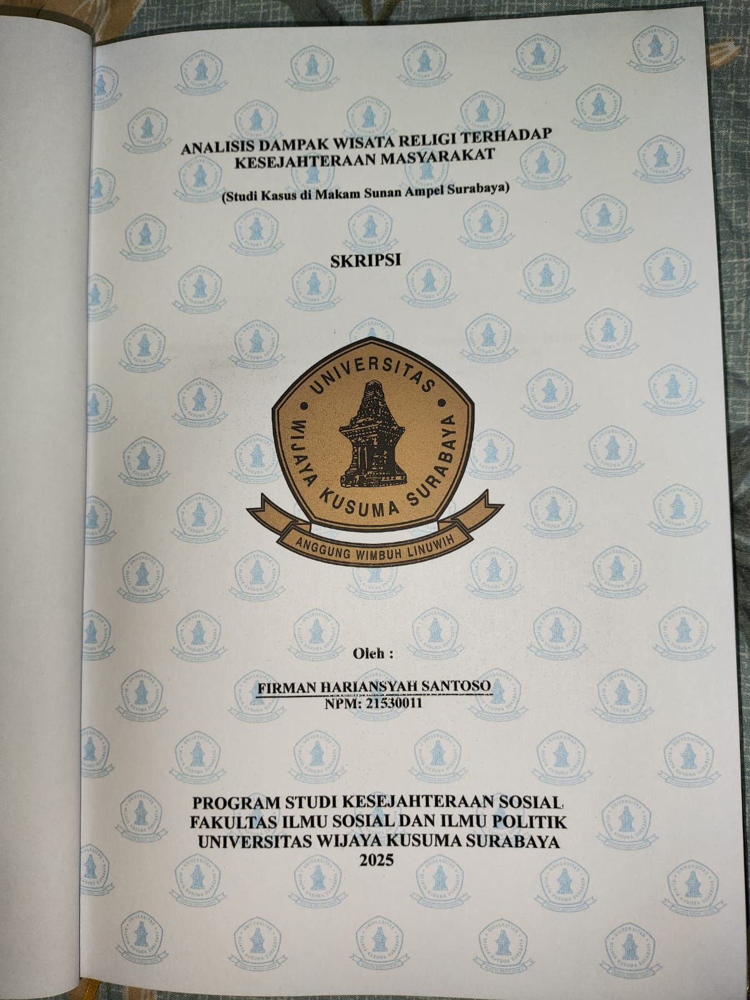 ANALISIS DAMPAK WISATA RELIGI TERHADAP
KESEJAHTERAAN MASYARAKAT
(Studi Kasus di Makam Sunan Ampel Surabaya)
SKRIPSI
UNIVERSITAS
WIJAYA KUSUMA SURABAYA
ANGGUNG WIMBUH LINUWIH
Oleh :
FIRMAN HARIANSYAH SANTOSO
NPM: 21530011
PROGRAM STUDI KESEJAHTERAAN SOSIAL
FAKULTAS ILMU SOSIAL DAN ILMU POLITIK
UNIVERSITAS WIJAYA KUSUMA SURABAYA
2025